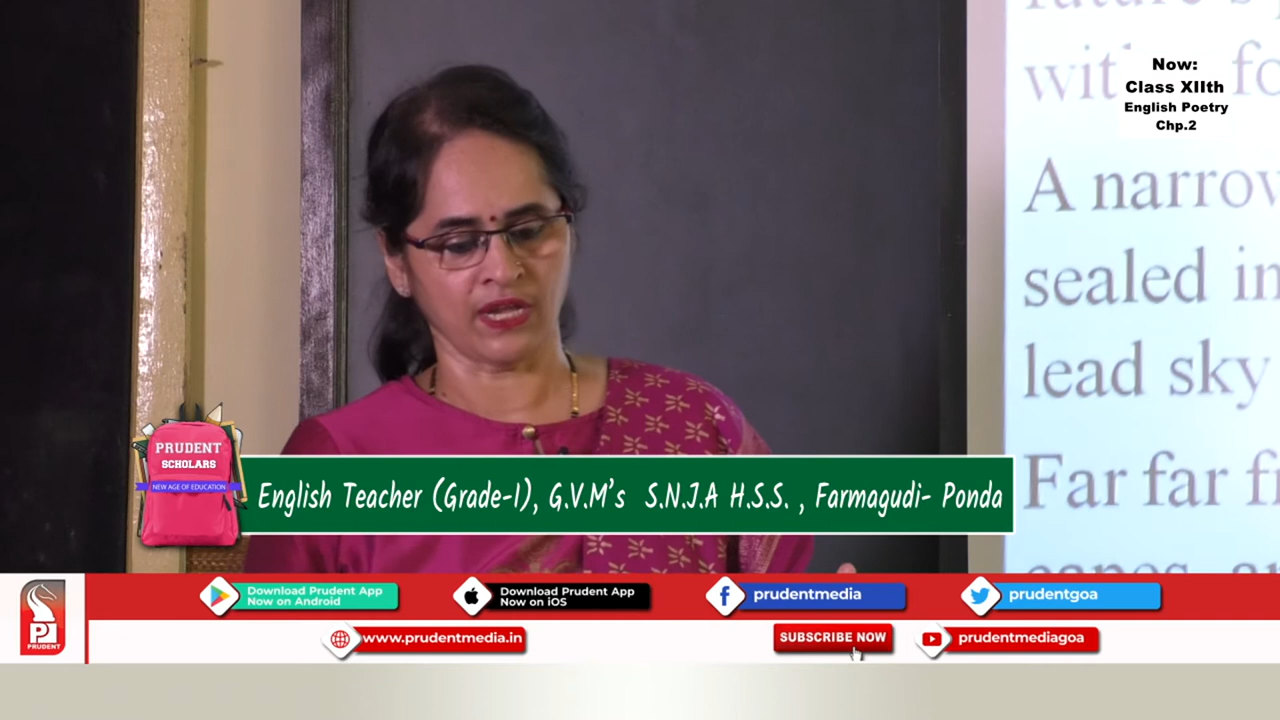 Now:
Class XIIth
English Poetry
Chp.2
A narrow
sealed in
lead sky
Far far
PRUDENT
SCHOLARS
NEW AGE OF EDUCATION
English Teacher (Grade-I), G.V.M's S.N.J.A H.S.S. , Farmagudi- Ponda
Download Prudent App
Now on Android
Download Prudent App
Now on iOS
prudentmedia
prudentgoa
PRUDENT
www.prudentmedia.in
SUBSCRIBE NOW
prudentmediagoa